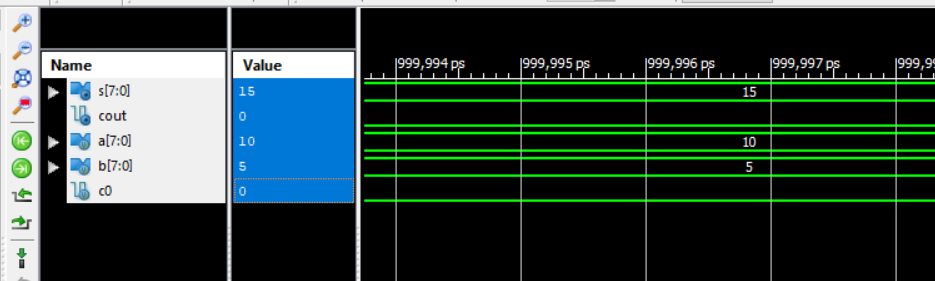 999,994 ps 999,995 ps 999,996 ps 999,997 ps
Name Value
s[7:0] 15 15
cout 0
a[7:0] 10 10
b[7:0] 5 5
c0 0